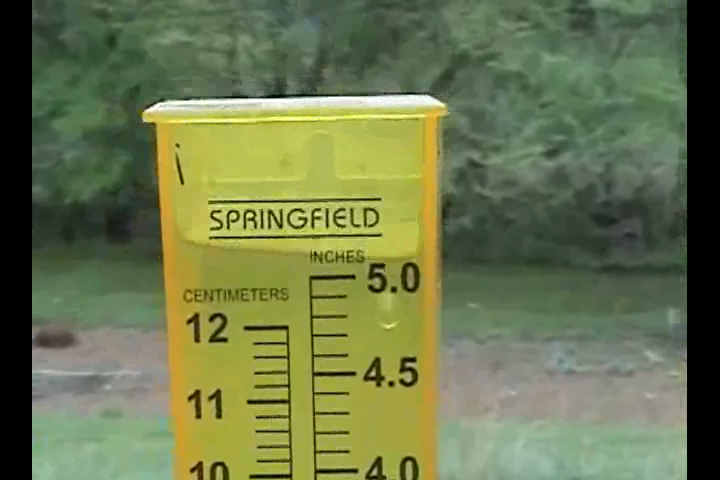 SPRINGFIELD
INCHES
5.0
CENTIMETERS
12
4.5
11
4.0
10